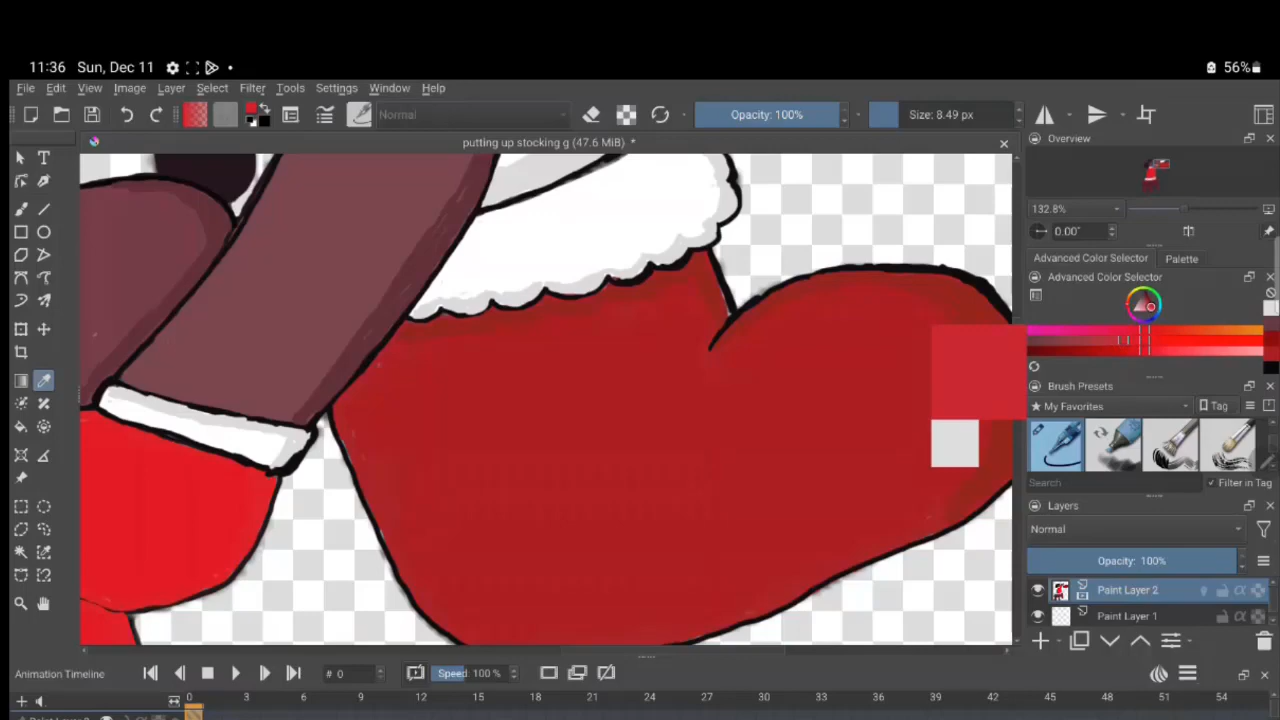 11:36 Sun, Dec 11
56%
File Edit View Image Layer Select Filter Tools Settings Window Help
Normal
Opacity: 100%
Size: 8.49 px
putting up stocking g (47.6 MiB) *
Overview
132.8%
0.00°
Advanced Color Selector Palette
Advanced Color Selector
Brush Presets
★ My Favorites
Tag
Search
Filter in Tag
Layers
Normal
Opacity: 100%
Paint Layer 2
Paint Layer 1
Animation Timeline
# 0
Speed: 100 %
0 3 6 9 12 15 18 21 24 27 30 33 36 39 42 45 48 51 54
Paint Layer 2